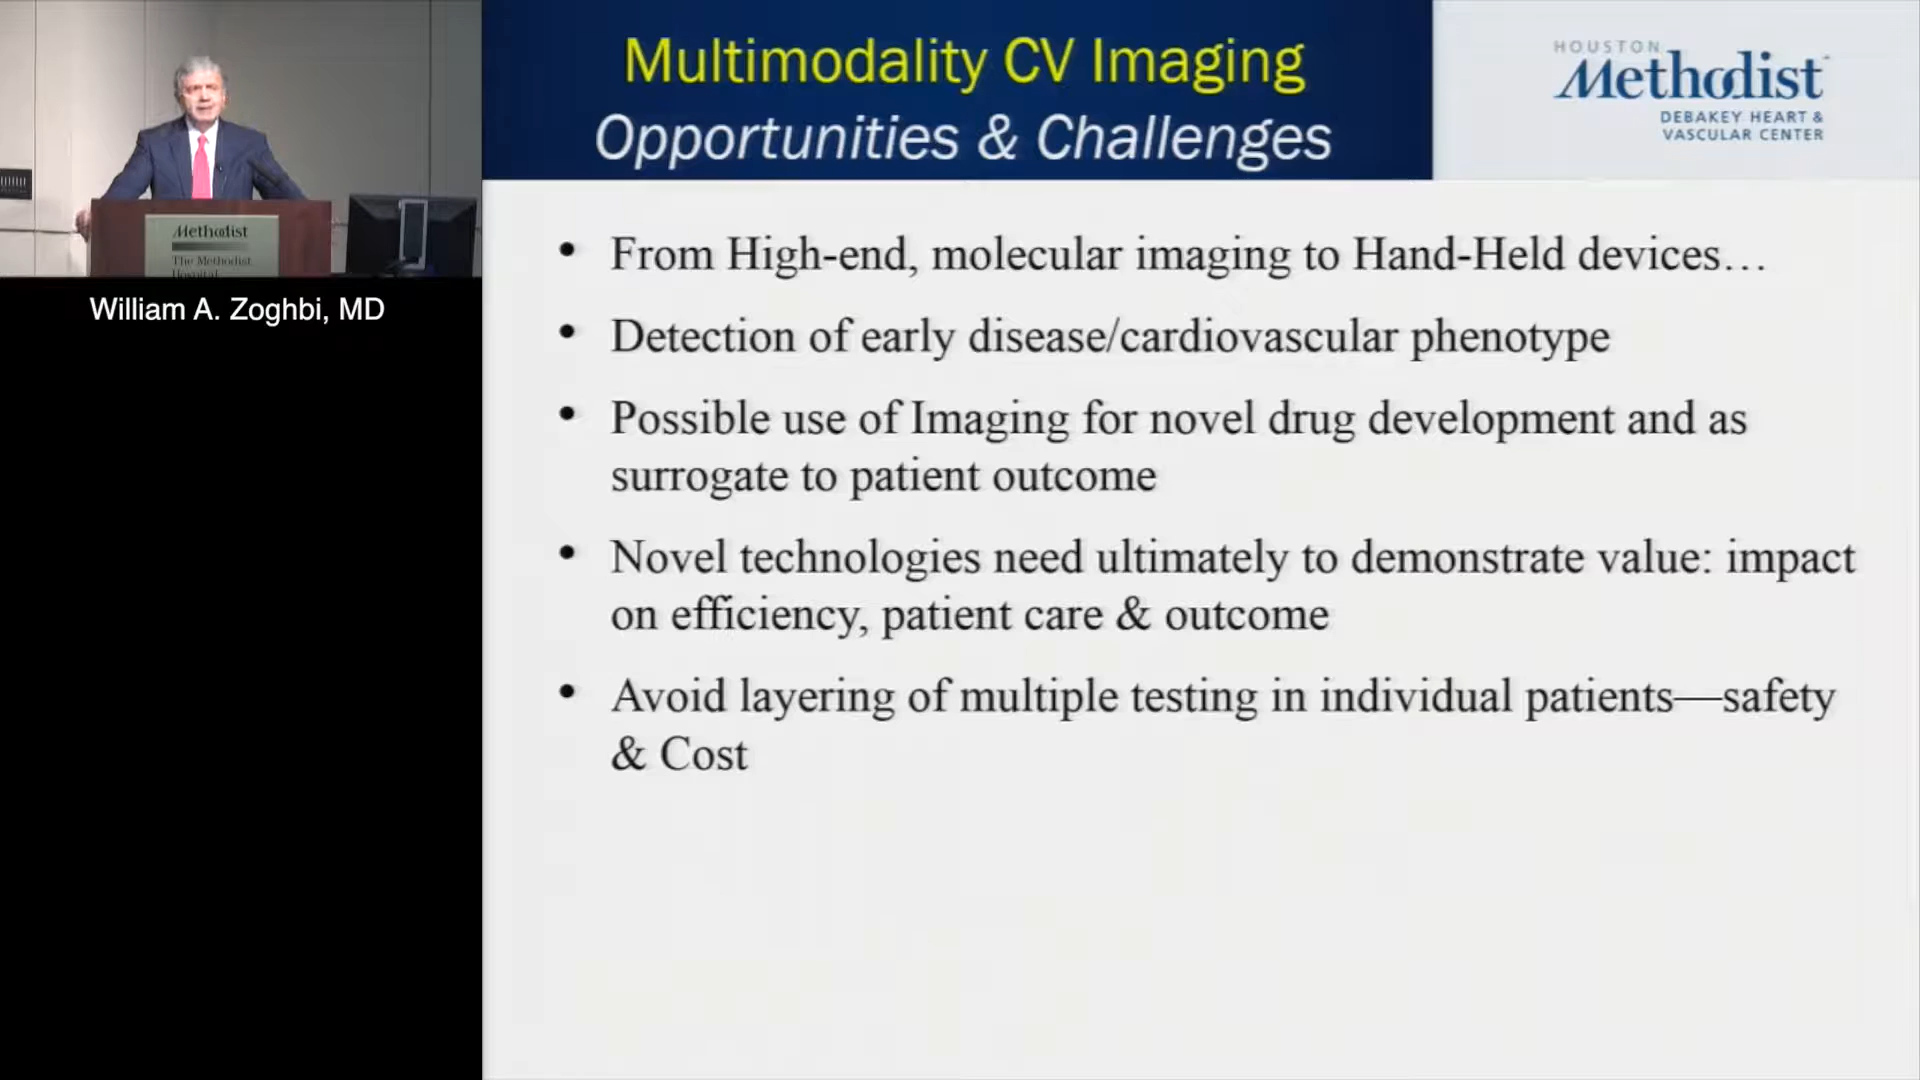 Multimodality CV Imaging
Opportunities & Challenges
HOUSTON
Methodist
DEBAKEY HEART &
VASCULAR CENTER
Methodist
The Methodist
Hospital
William A. Zoghbi, MD
• From High-end, molecular imaging to Hand-Held devices…
• Detection of early disease/cardiovascular phenotype
• Possible use of Imaging for novel drug development and as
surrogate to patient outcome
• Novel technologies need ultimately to demonstrate value: impact
on efficiency, patient care & outcome
• Avoid layering of multiple testing in individual patients—safety
& Cost